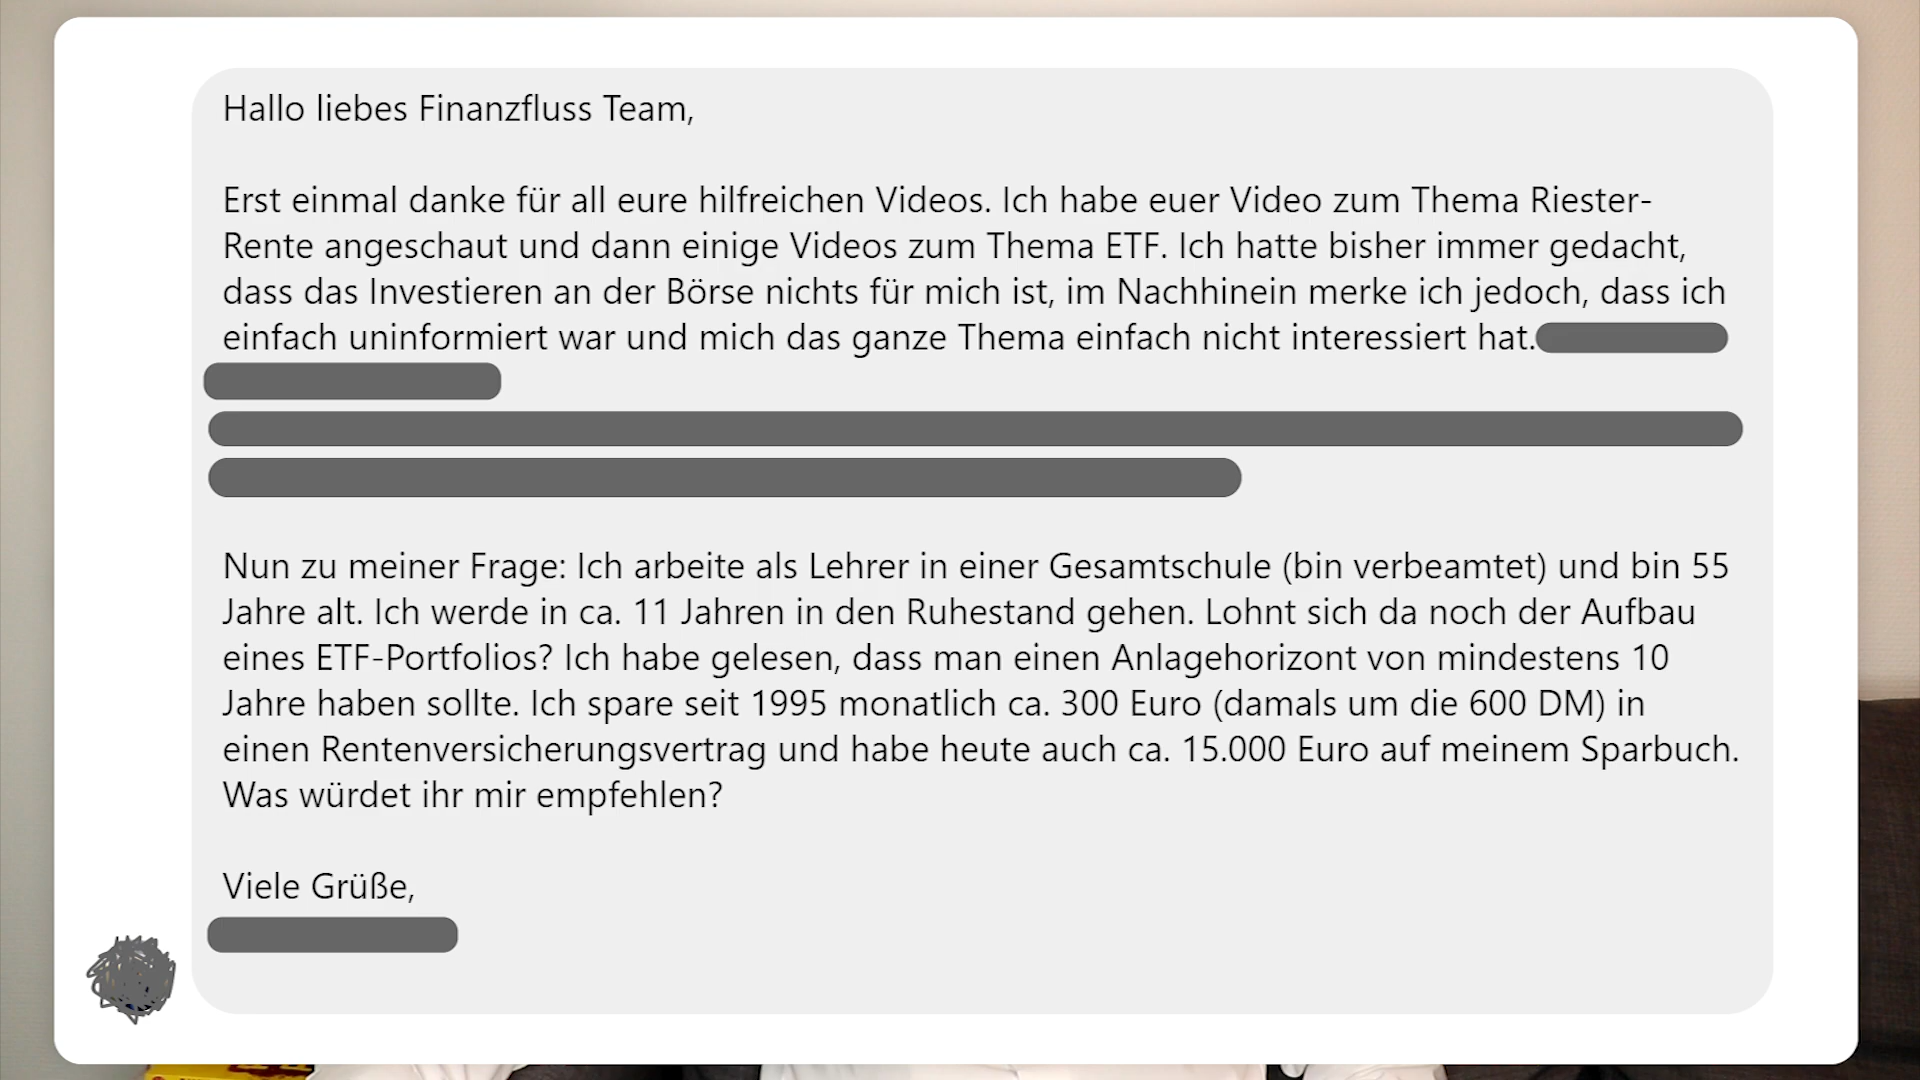 Hallo liebes Finanzfluss Team,
Erst einmal danke für all eure hilfreichen Videos. Ich habe euer Video zum Thema Riester-
Rente angeschaut und dann einige Videos zum Thema ETF. Ich hatte bisher immer gedacht,
dass das Investieren an der Börse nichts für mich ist, im Nachhinein merke ich jedoch, dass ich
einfach uninformiert war und mich das ganze Thema einfach nicht interessiert hat.
Nun zu meiner Frage: Ich arbeite als Lehrer in einer Gesamtschule (bin verbeamtet) und bin 55
Jahre alt. Ich werde in ca. 11 Jahren in den Ruhestand gehen. Lohnt sich da noch der Aufbau
eines ETF-Portfolios? Ich habe gelesen, dass man einen Anlagehorizont von mindestens 10
Jahre haben sollte. Ich spare seit 1995 monatlich ca. 300 Euro (damals um die 600 DM) in
einen Rentenversicherungsvertrag und habe heute auch ca. 15.000 Euro auf meinem Sparbuch.
Was würdet ihr mir empfehlen?
Viele Grüße,